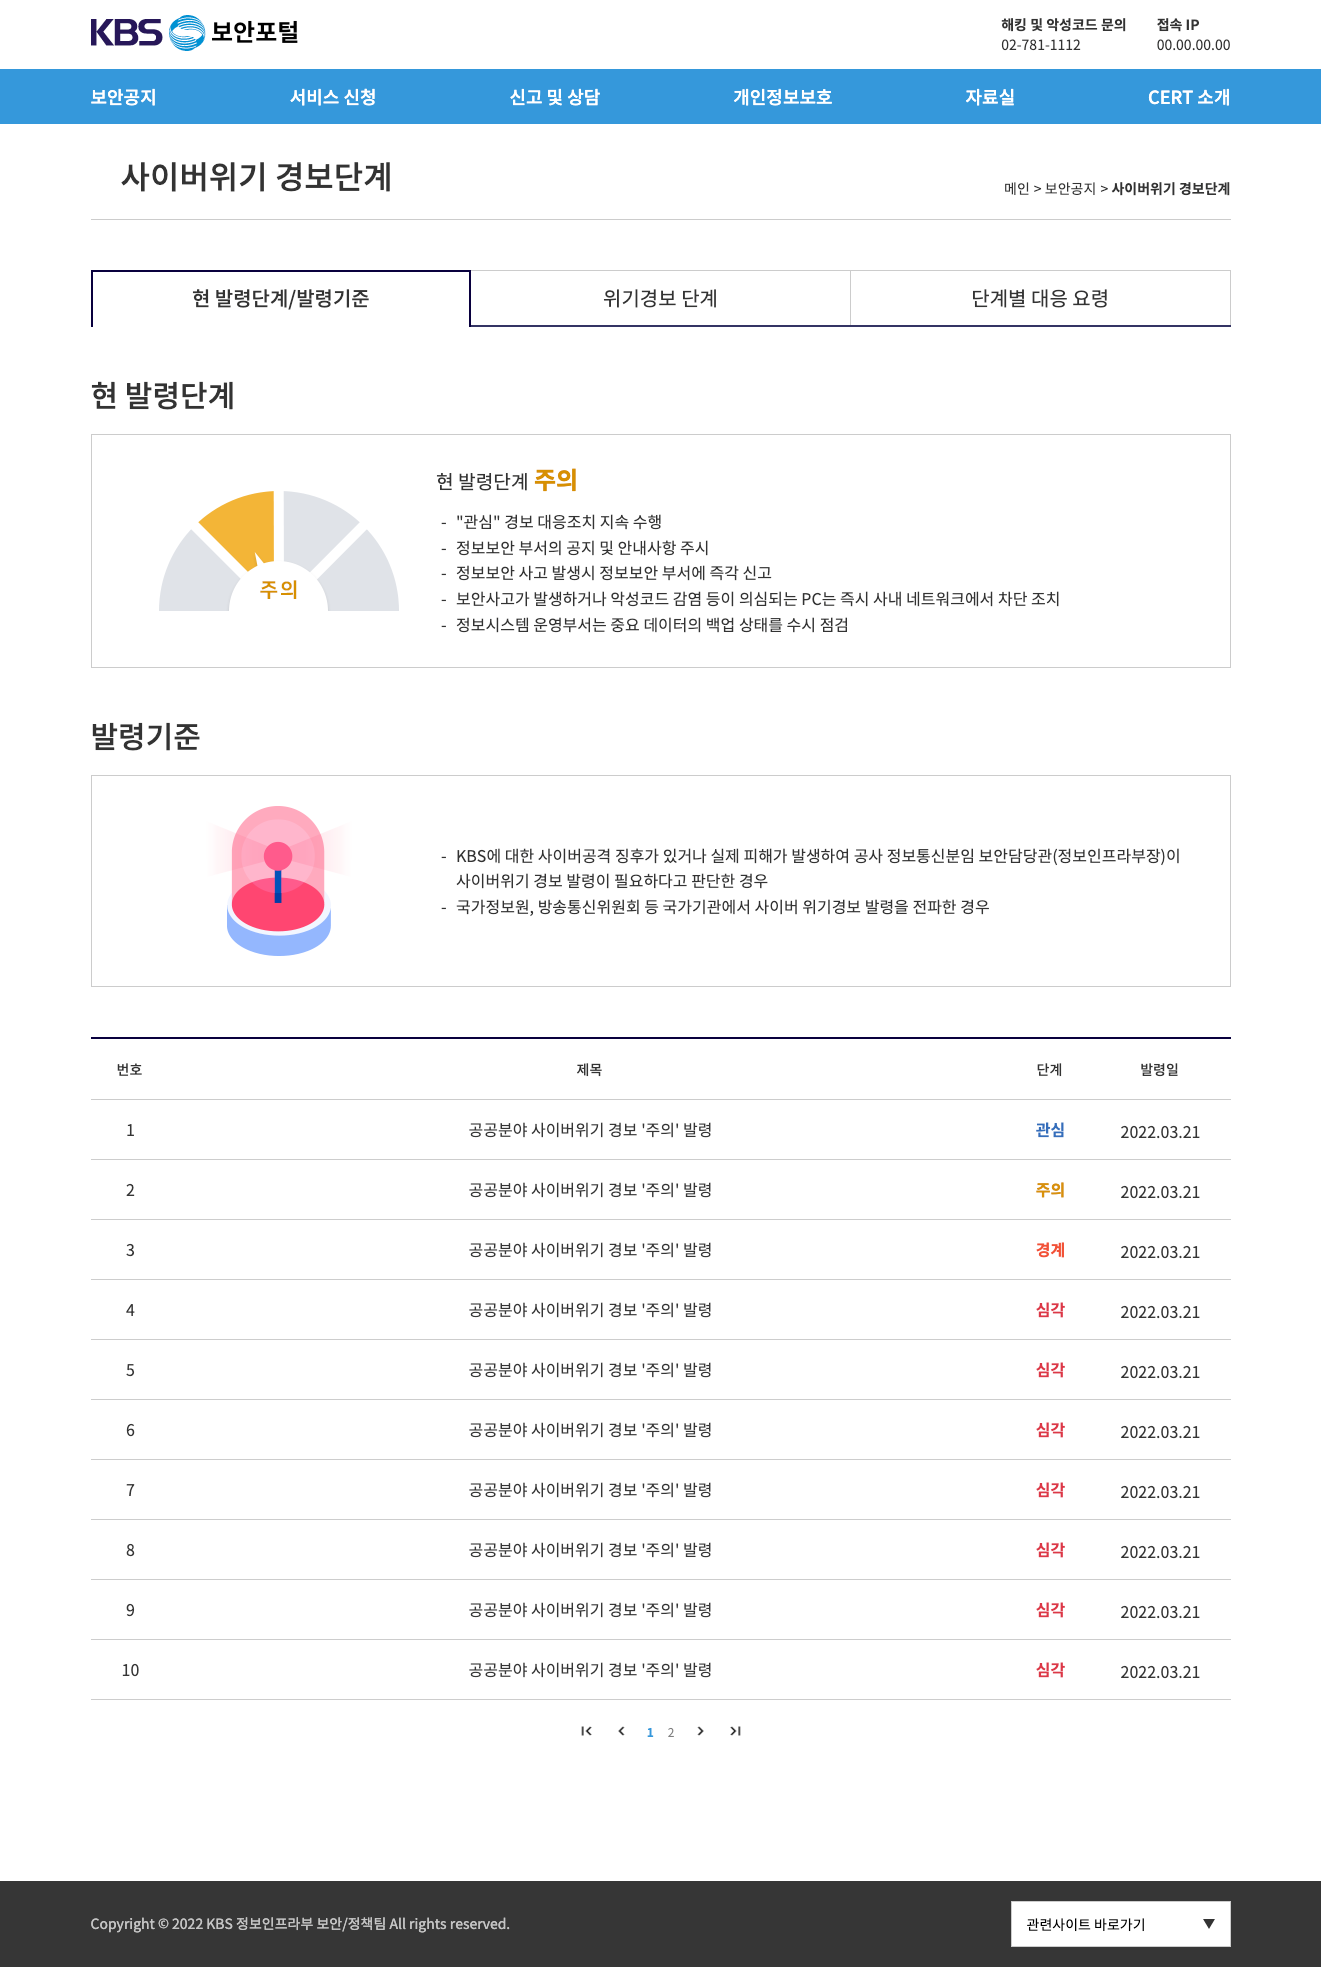 KBS 보안포털
해킹 및 악성코드 문의
02-781-1112
접속 IP
00.00.00.00
보안공지 서비스 신청 신고 및 상담 개인정보보호 자료실 CERT 소개
사이버위기 경보단계
메인 > 보안공지 > 사이버위기 경보단계
현 발령단계/발령기준 위기경보 단계 단계별 대응 요령
현 발령단계
주의
현 발령단계 주의
- "관심" 경보 대응조치 지속 수행
- 정보보안 부서의 공지 및 안내사항 주시
- 정보보안 사고 발생시 정보보안 부서에 즉각 신고
- 보안사고가 발생하거나 악성코드 감염 등이 의심되는 PC는 즉시 사내 네트워크에서 차단 조치
- 정보시스템 운영부서는 중요 데이터의 백업 상태를 수시 점검
발령기준
- KBS에 대한 사이버공격 징후가 있거나 실제 피해가 발생하여 공사 정보통신분임 보안담당관(정보인프라부장)이
사이버위기 경보 발령이 필요하다고 판단한 경우
- 국가정보원, 방송통신위원회 등 국가기관에서 사이버 위기경보 발령을 전파한 경우
번호 제목 단계 발령일
1 공공분야 사이버위기 경보 '주의' 발령 관심 2022.03.21
2 공공분야 사이버위기 경보 '주의' 발령 주의 2022.03.21
3 공공분야 사이버위기 경보 '주의' 발령 경계 2022.03.21
4 공공분야 사이버위기 경보 '주의' 발령 심각 2022.03.21
5 공공분야 사이버위기 경보 '주의' 발령 심각 2022.03.21
6 공공분야 사이버위기 경보 '주의' 발령 심각 2022.03.21
7 공공분야 사이버위기 경보 '주의' 발령 심각 2022.03.21
8 공공분야 사이버위기 경보 '주의' 발령 심각 2022.03.21
9 공공분야 사이버위기 경보 '주의' 발령 심각 2022.03.21
10 공공분야 사이버위기 경보 '주의' 발령 심각 2022.03.21
1 2
Copyright © 2022 KBS 정보인프라부 보안/정책팀 All rights reserved.
관련사이트 바로가기 ▼